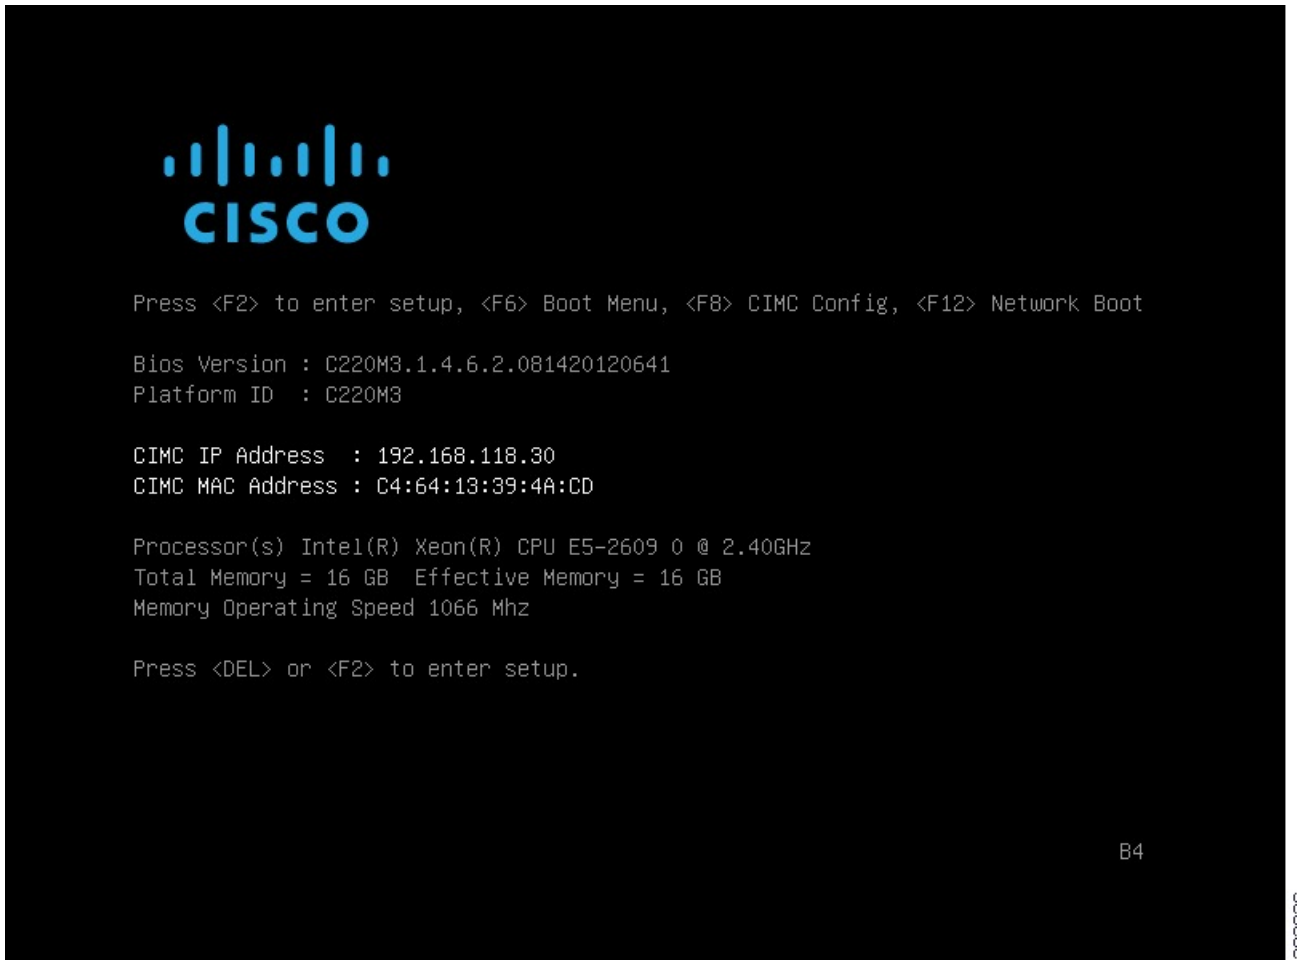 CISCO
Press <F2> to enter setup, <F6> Boot Menu, <F8> CIMC Config, <F12> Network Boot
Bios Version : C220M3.1.4.6.2.081420120641
Platform ID  : C220M3
CIMC IP Address  : 192.168.118.30
CIMC MAC Address : C4:64:13:39:4A:CD
Processor(s) Intel(R) Xeon(R) CPU E5-2609 0 @ 2.40GHz
Total Memory = 16 GB  Effective Memory = 16 GB
Memory Operating Speed 1066 Mhz
Press <DEL> or <F2> to enter setup.
B4